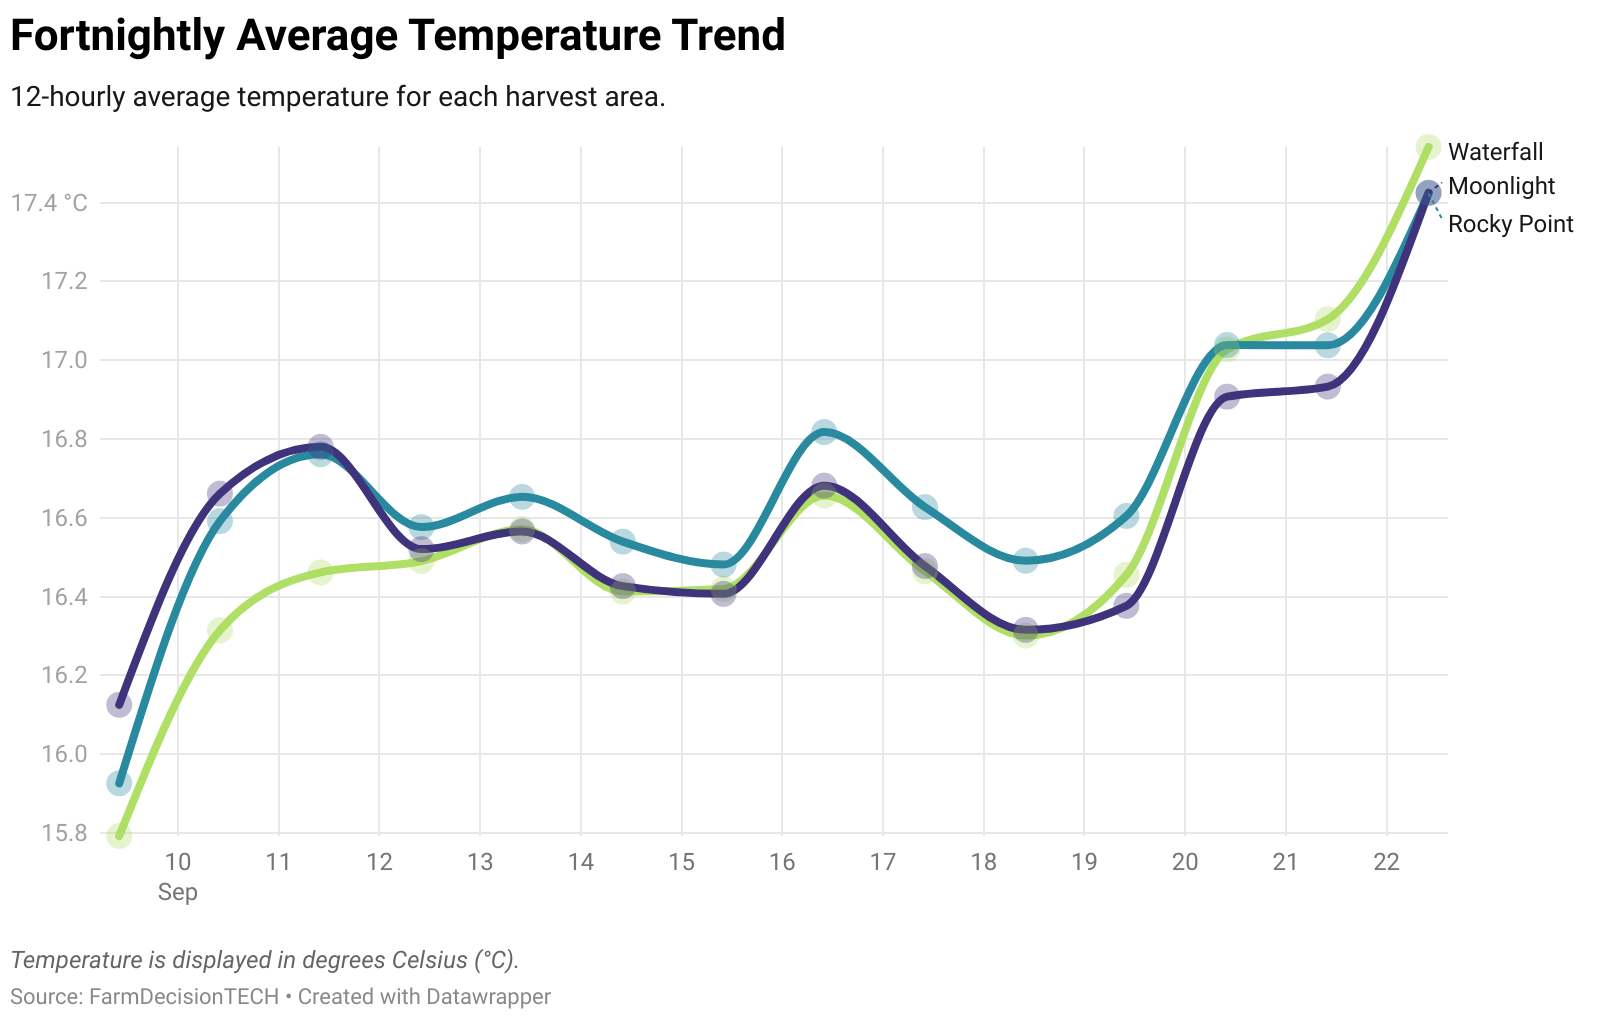 Fortnightly Average Temperature Trend
12-hourly average temperature for each harvest area.
Waterfall
Moonlight
Rocky Point
17.4 °C
17.2
17.0
16.8
16.6
16.4
16.2
16.0
15.8
10 11 12 13 14 15 16 17 18 19 20 21 22
Sep
Temperature is displayed in degrees Celsius (°C).
Source: FarmDecisionTECH • Created with Datawrapper